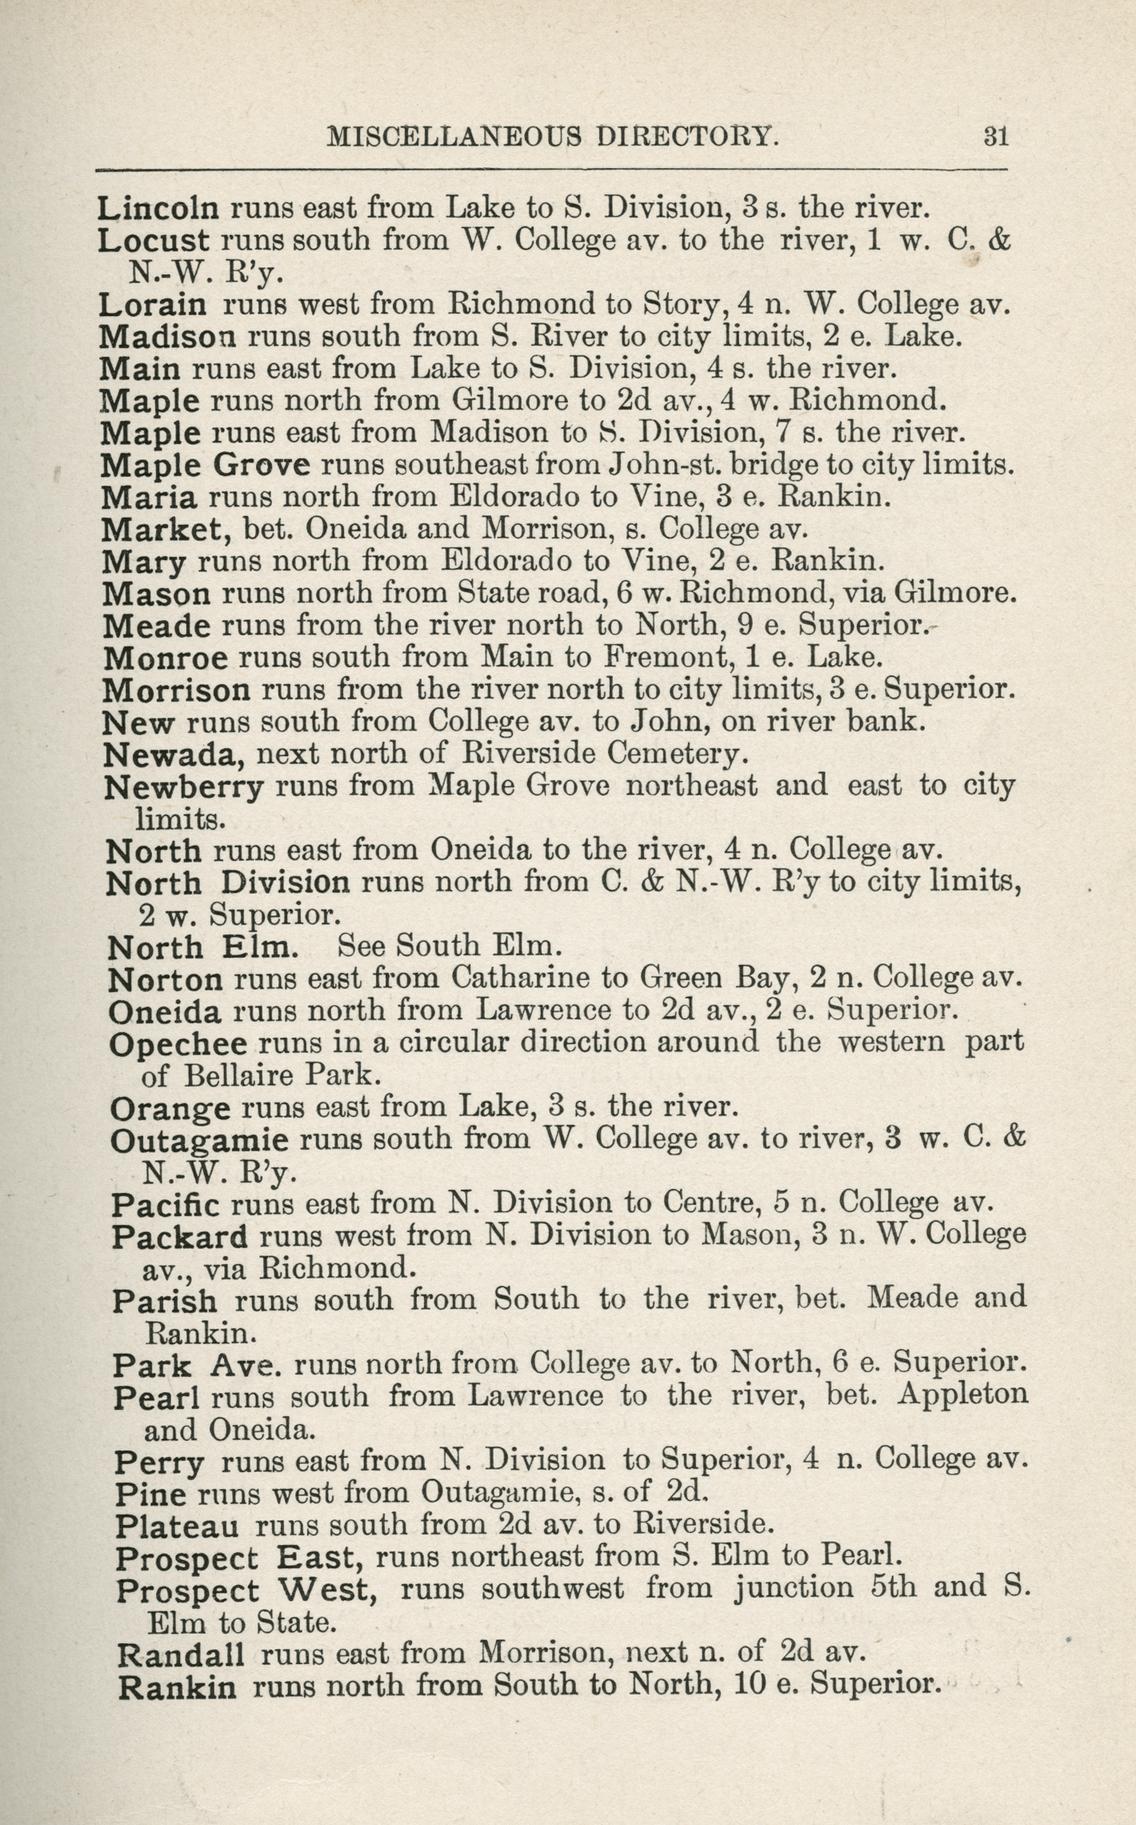 MISCELLANEOUS DIRECTORY. 31
Lincoln runs east from Lake to S. Division, 3 s. the river.
Locust runs south from W. College av. to the river, 1 w. C. &
N.-W. R'y.
Lorain runs west from Richmond to Story, 4 n. W. College av.
Madison runs south from S. River to city limits, 2 e. Lake.
Main runs east from Lake to S. Division, 4 s. the river.
Maple runs north from Gilmore to 2d av., 4 w. Richmond.
Maple runs east from Madison to S. Division, 7 s. the river.
Maple Grove runs southeast from John-st. bridge to city limits.
Maria runs north from Eldorado to Vine, 3 e. Rankin.
Market, bet. Oneida and Morrison, s. College av.
Mary runs north from Eldorado to Vine, 2 e. Rankin.
Mason runs north from State road, 6 w. Richmond, via Gilmore.
Meade runs from the river north to North, 9 e. Superior.
Monroe runs south from Main to Fremont, 1 e. Lake.
Morrison runs from the river north to city limits, 3 e. Superior.
New runs south from College av. to John, on river bank.
Newada, next north of Riverside Cemetery.
Newberry runs from Maple Grove northeast and east to city
limits.
North runs east from Oneida to the river, 4 n. College av.
North Division runs north from C. & N.-W. R'y to city limits,
2 w. Superior.
North Elm. See South Elm.
Norton runs east from Catharine to Green Bay, 2 n. College av.
Oneida runs north from Lawrence to 2d av., 2 e. Superior.
Opechee runs in a circular direction around the western part
of Bellaire Park.
Orange runs east from Lake, 3 s. the river.
Outagamie runs south from W. College av. to river, 3 w. C. &
N.-W. R'y.
Pacific runs east from N. Division to Centre, 5 n. College av.
Packard runs west from N. Division to Mason, 3 n. W. College
av., via Richmond.
Parish runs south from South to the river, bet. Meade and
Rankin.
Park Ave. runs north from College av. to North, 6 e. Superior.
Pearl runs south from Lawrence to the river, bet. Appleton
and Oneida.
Perry runs east from N. Division to Superior, 4 n. College av.
Pine runs west from Outagamie, s. of 2d.
Plateau runs south from 2d av. to Riverside.
Prospect East, runs northeast from S. Elm to Pearl.
Prospect West, runs southwest from junction 5th and S.
Elm to State.
Randall runs east from Morrison, next n. of 2d av.
Rankin runs north from South to North, 10 e. Superior.